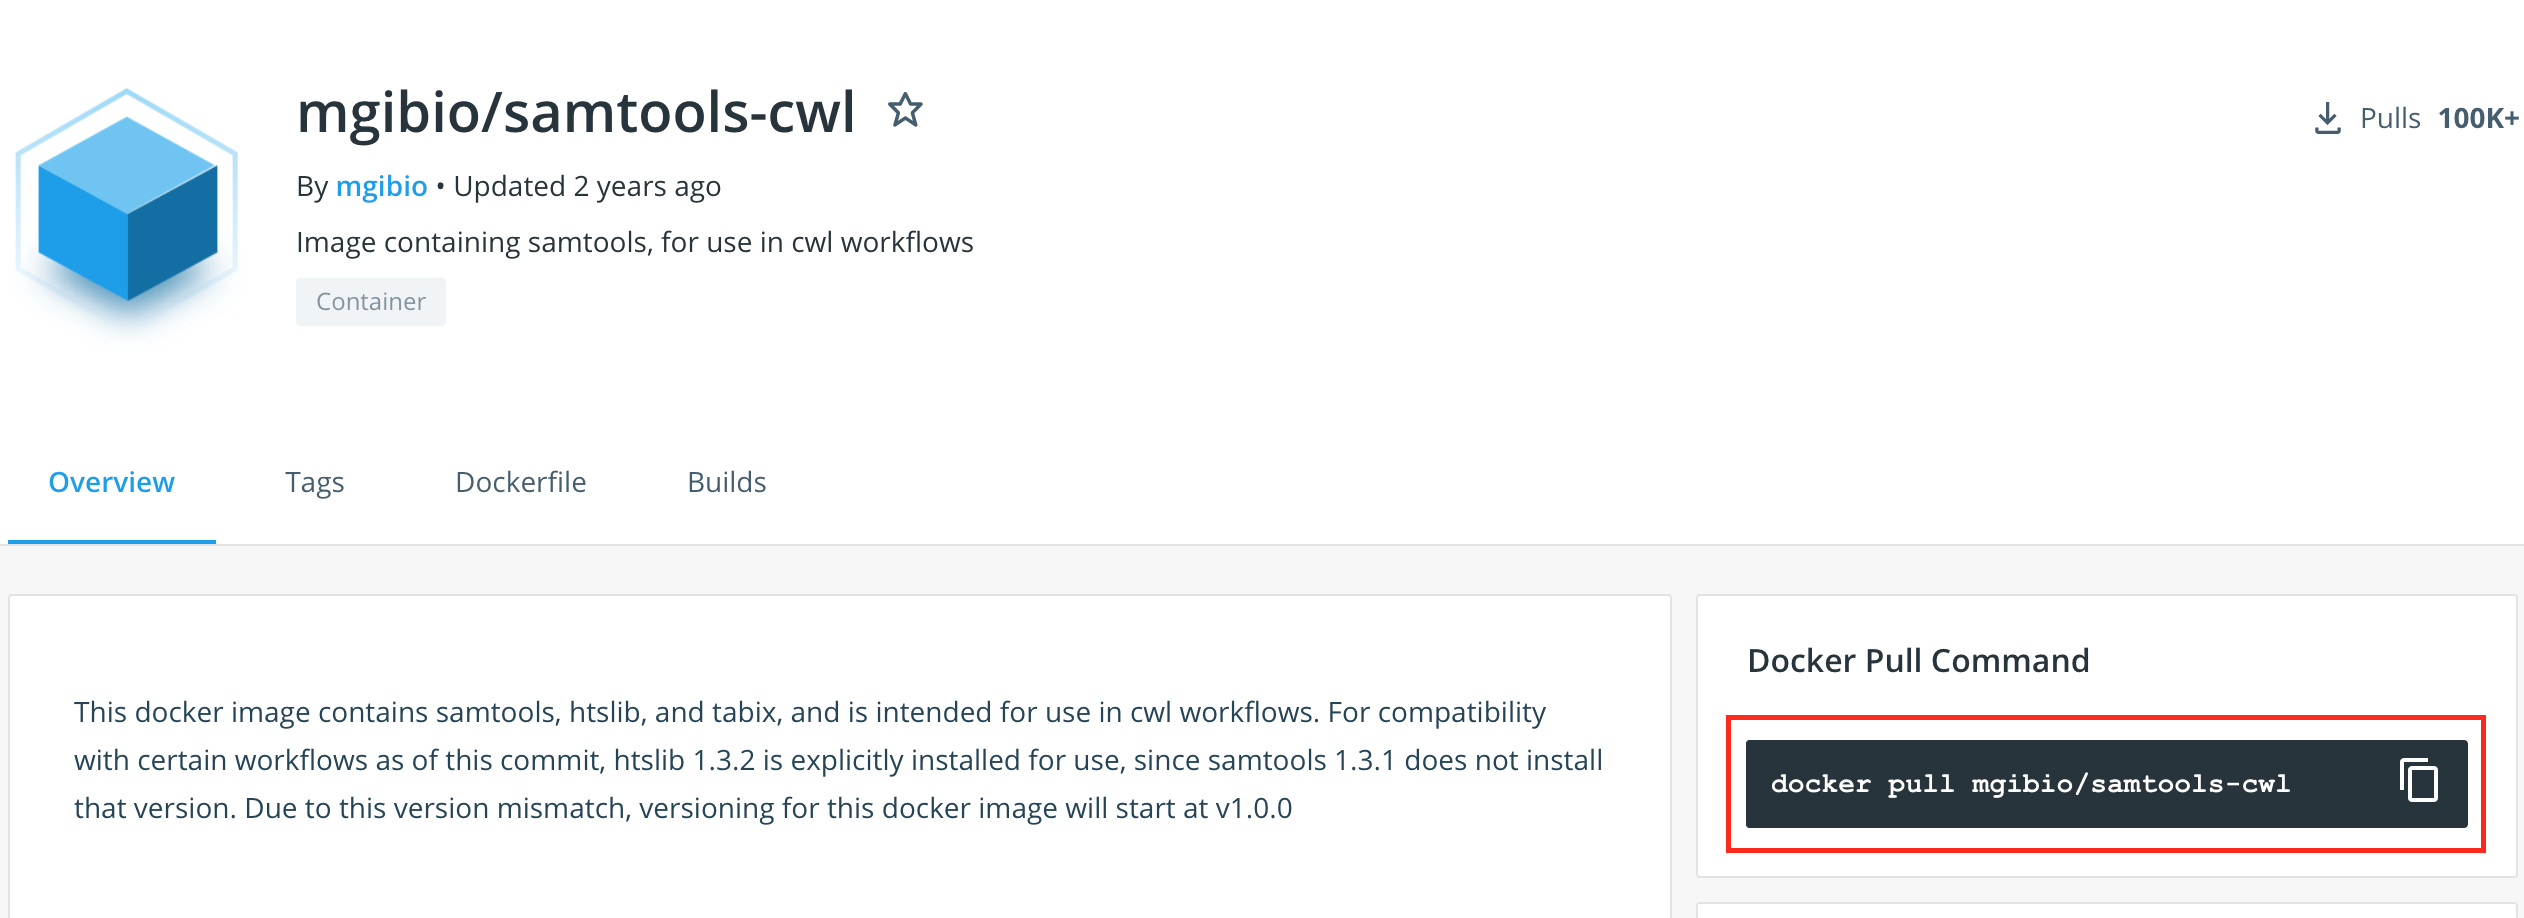 mgibio/samtools-cwl
Pulls 100K+
By mgibio • Updated 2 years ago
Image containing samtools, for use in cwl workflows
Container
Overview Tags Dockerfile Builds
This docker image contains samtools, htslib, and tabix, and is intended for use in cwl workflows. For compatibility
with certain workflows as of this commit, htslib 1.3.2 is explicitly installed for use, since samtools 1.3.1 does not install
that version. Due to this version mismatch, versioning for this docker image will start at v1.0.0
Docker Pull Command
docker pull mgibio/samtools-cwl